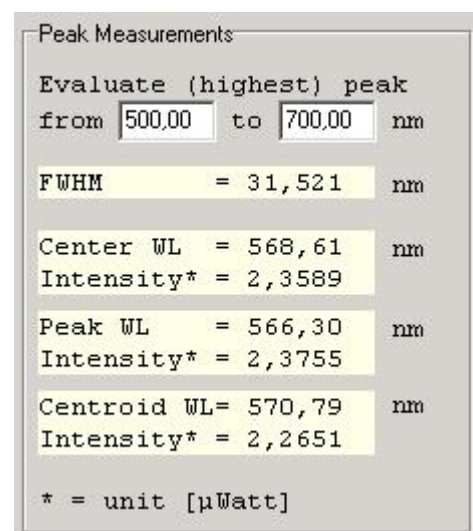 Peak Measurements
Evaluate (highest) peak
from 500,00 to 700,00 nm
FWHM = 31,521 nm
Center WL = 568,61 nm
Intensity* = 2,3589
Peak WL = 566,30 nm
Intensity* = 2,3755
Centroid WL= 570,79 nm
Intensity* = 2,2651
* = unit [µWatt]